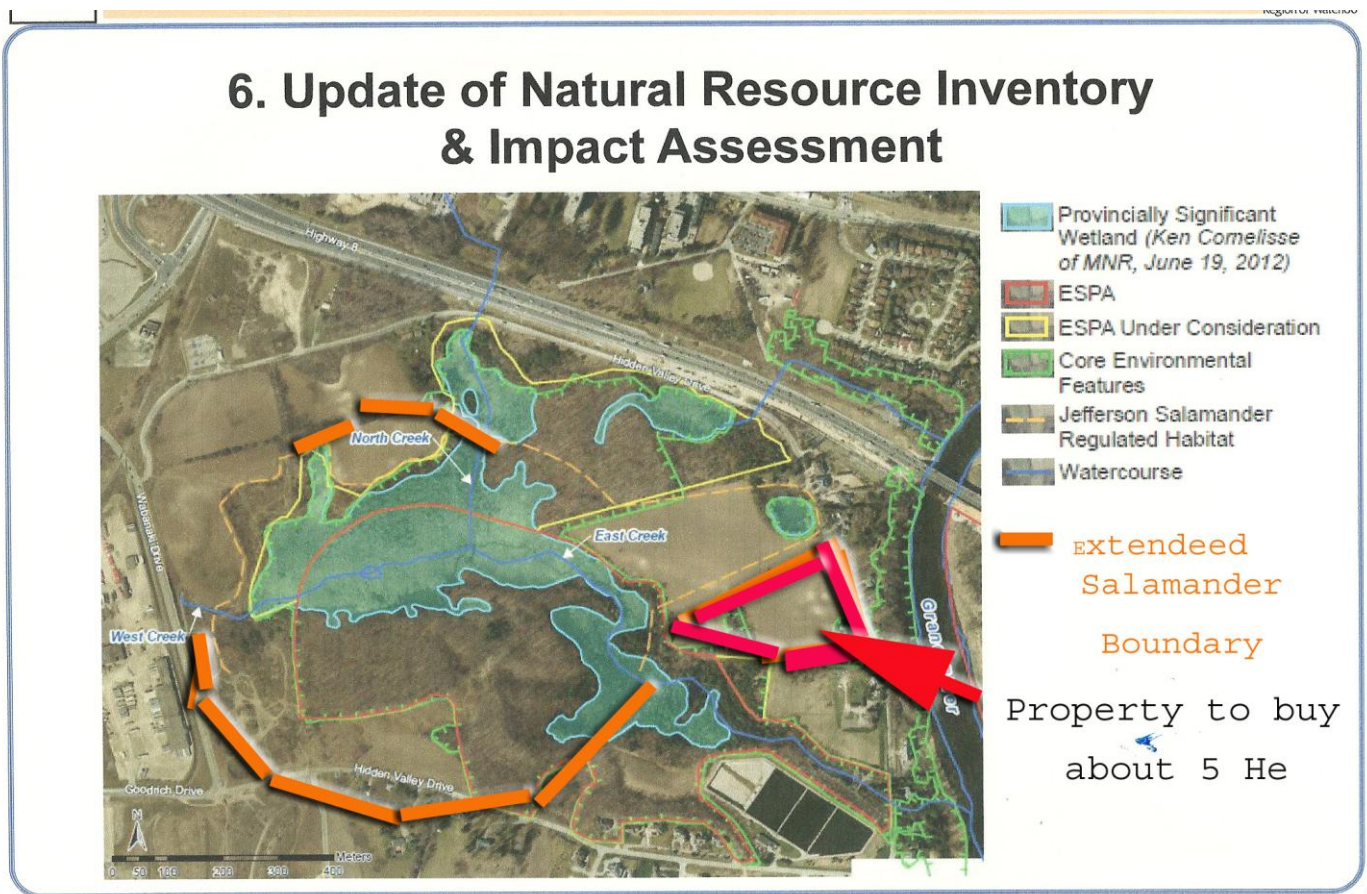 Region of Waterloo
6. Update of Natural Resource Inventory
& Impact Assessment
Highway 8
Hidden Valley Drive
North Creek
East Creek
West Creek
Wabanaki Drive
Goodrich Drive
Hidden Valley Drive
N
Meters
0 50 100 200 300 400
Provincially Significant
Wetland (Ken Cornelisse
of MNR, June 19, 2012)
ESPA
ESPA Under Consideration
Core Environmental
Features
Jefferson Salamander
Regulated Habitat
Watercourse
Extendeed
Salamander
Boundary
Property to buy
about 5 He